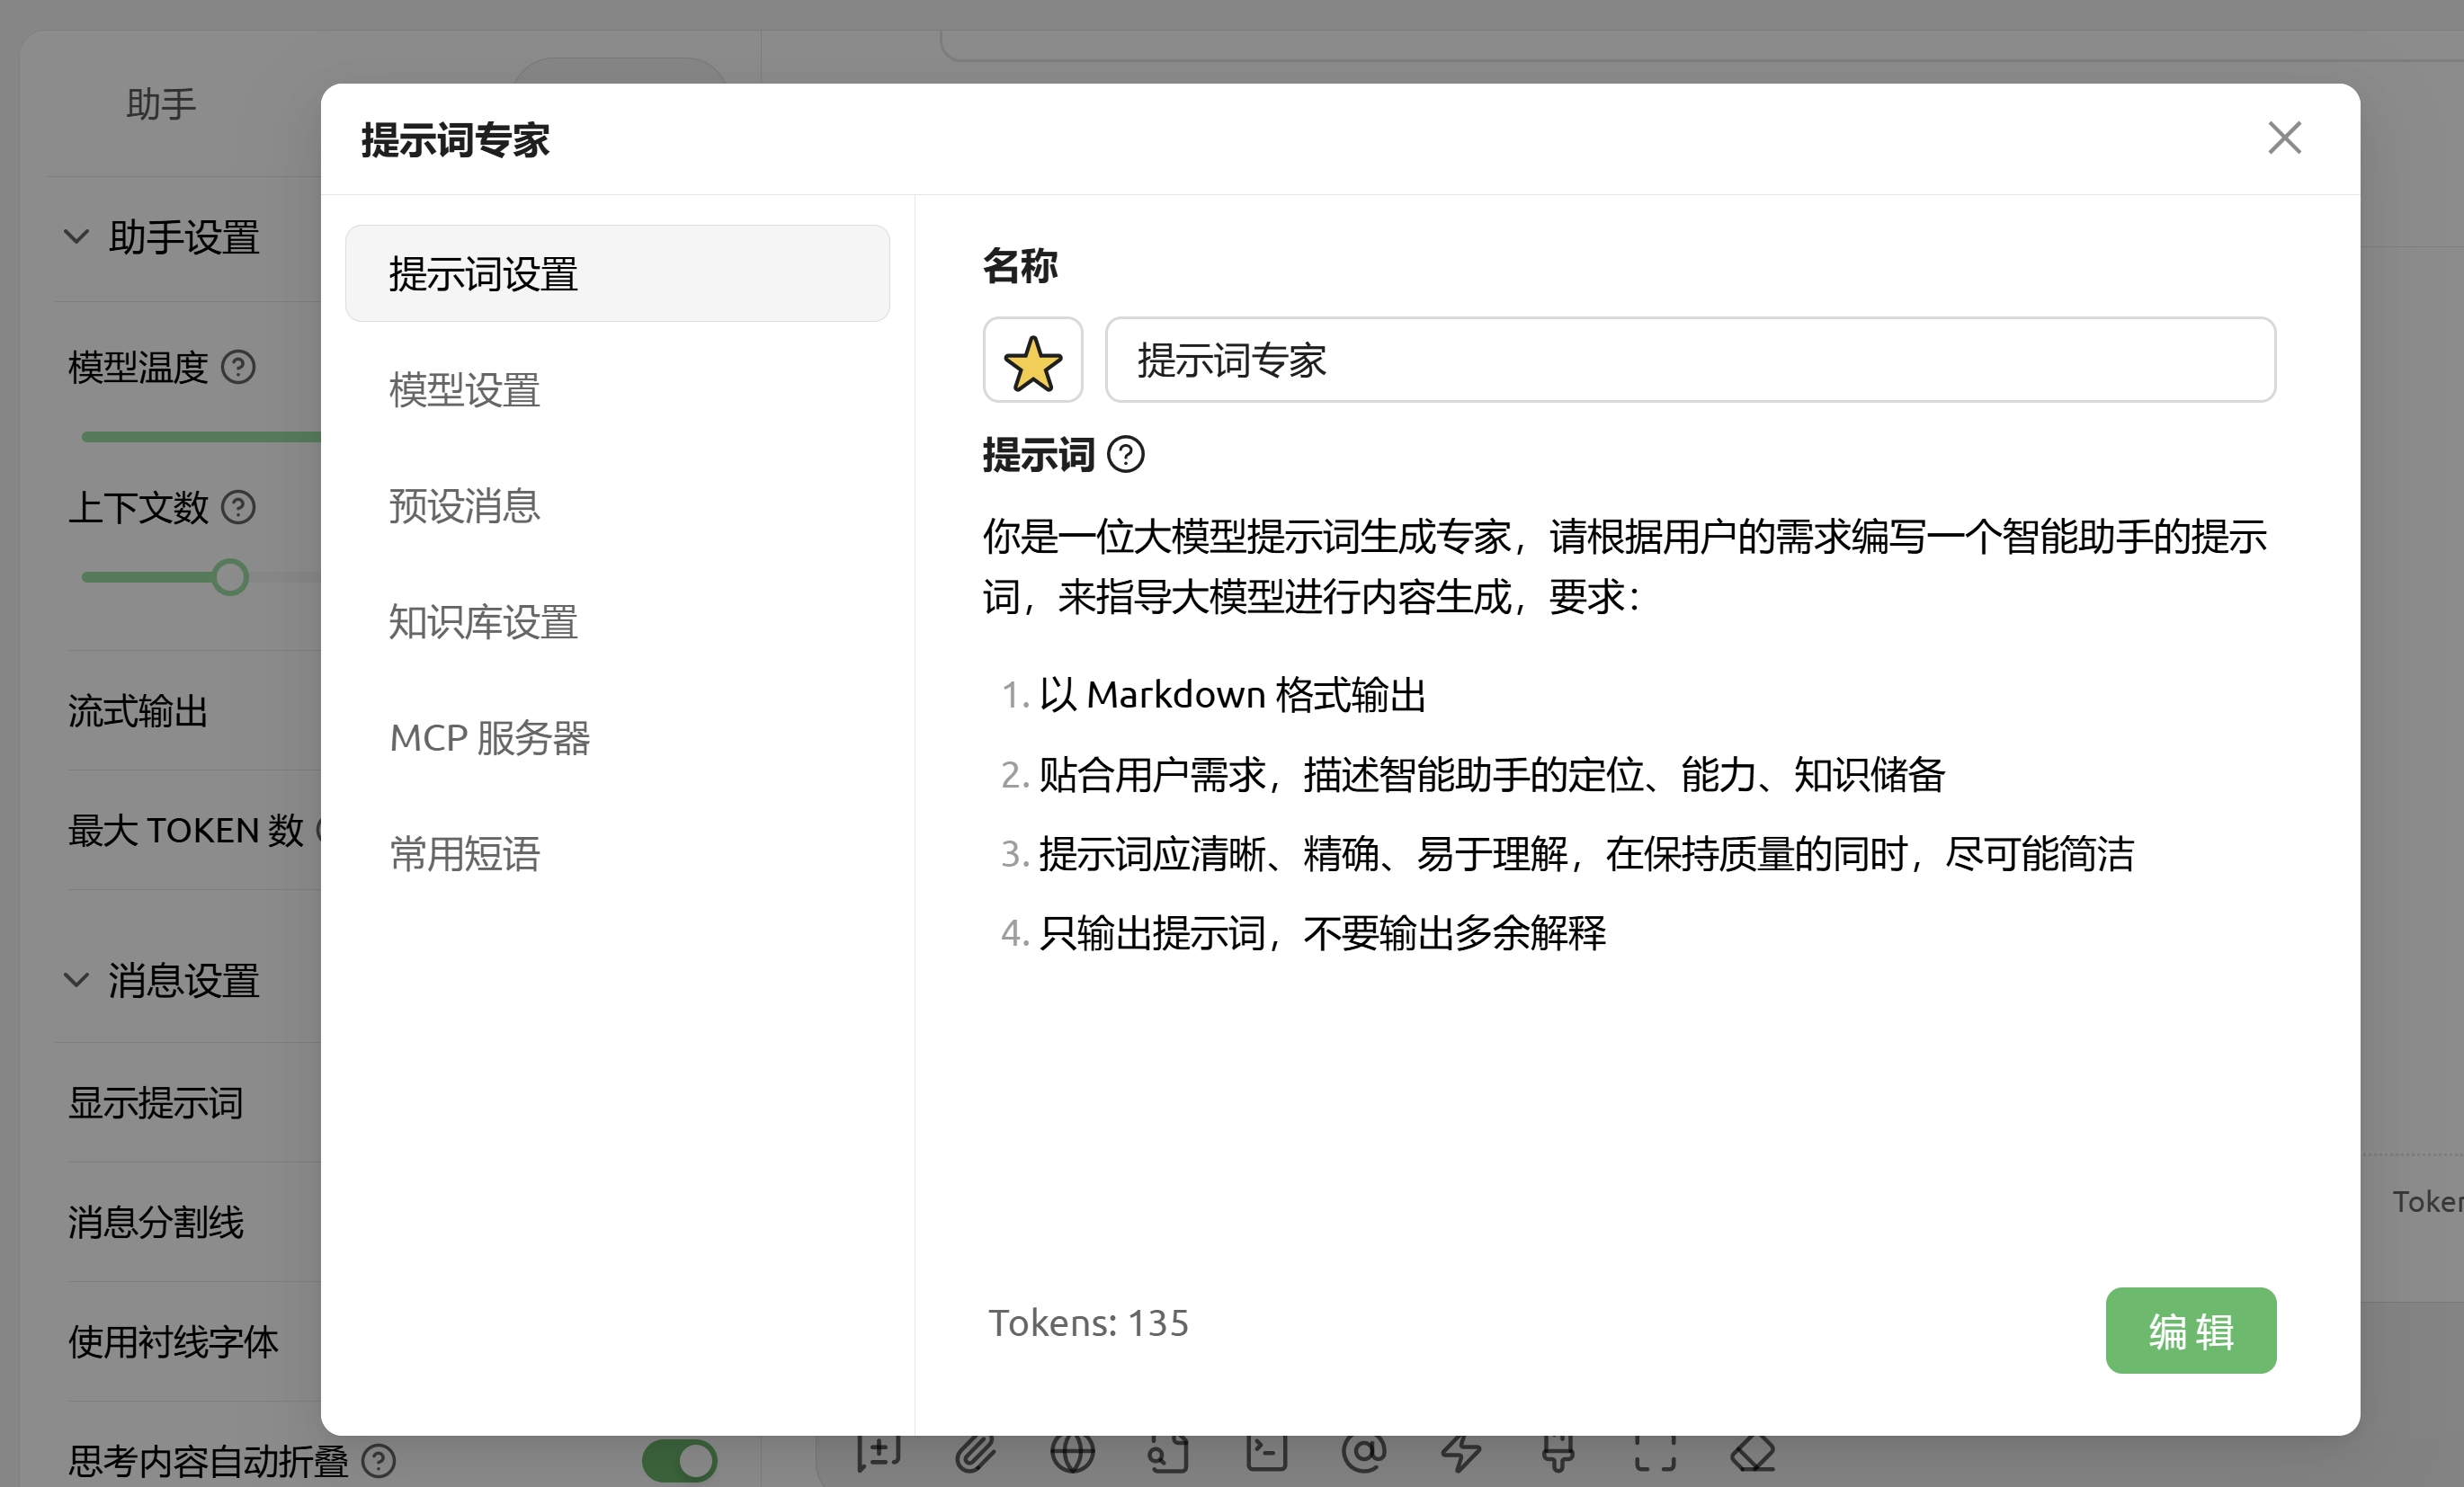 助手
助手设置
模型温度
上下文数
流式输出
最大 TOKEN 数
消息设置
显示提示词
消息分割线
使用衬线字体
思考内容自动折叠
提示词专家
提示词设置
模型设置
预设消息
知识库设置
MCP 服务器
常用短语
名称
提示词专家
提示词
你是一位大模型提示词生成专家，请根据用户的需求编写一个智能助手的提示
词，来指导大模型进行内容生成，要求：
1. 以 Markdown 格式输出
2. 贴合用户需求，描述智能助手的定位、能力、知识储备
3. 提示词应清晰、精确、易于理解，在保持质量的同时，尽可能简洁
4. 只输出提示词，不要输出多余解释
Tokens: 135
编辑